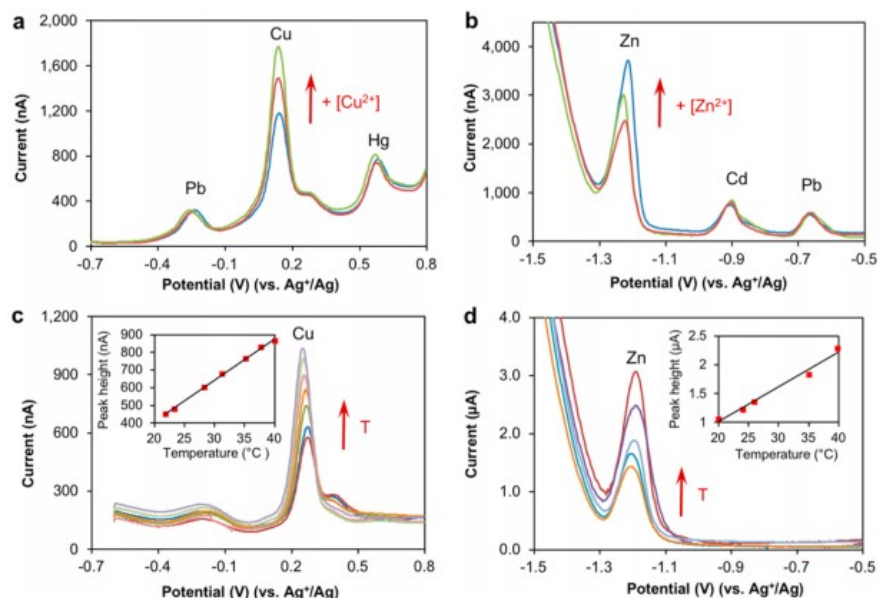 a
2,000
1,600
1,200
800
400
0
Current (nA)
Cu
+ [Cu²⁺]
Hg
Pb
-0.7 -0.4 -0.1 0.2 0.5 0.8
Potential (V) (vs. Ag⁺/Ag)
b
4,000
3,000
2,000
1,000
0
Current (nA)
Zn
+ [Zn²⁺]
Cd
Pb
-1.5 -1.3 -1.1 -0.9 -0.7 -0.5
Potential (V) (vs. Ag⁺/Ag)
c
1,200
900
600
300
0
Current (nA)
900
800
700
600
500
400
Peak height (nA)
20 25 30 35 40
Temperature (°C)
Cu
T
-0.7 -0.4 -0.1 0.2 0.5 0.8
Potential (V) (vs. Ag⁺/Ag)
d
4.0
3.0
2.0
1.0
0.0
Current (μA)
Zn
2.5
2
1.5
1
Peak height (μA)
20 25 30 35 40
Temperature (°C)
T
-1.5 -1.3 -1.1 -0.9 -0.7 -0.5
Potential (V) (vs. Ag⁺/Ag)